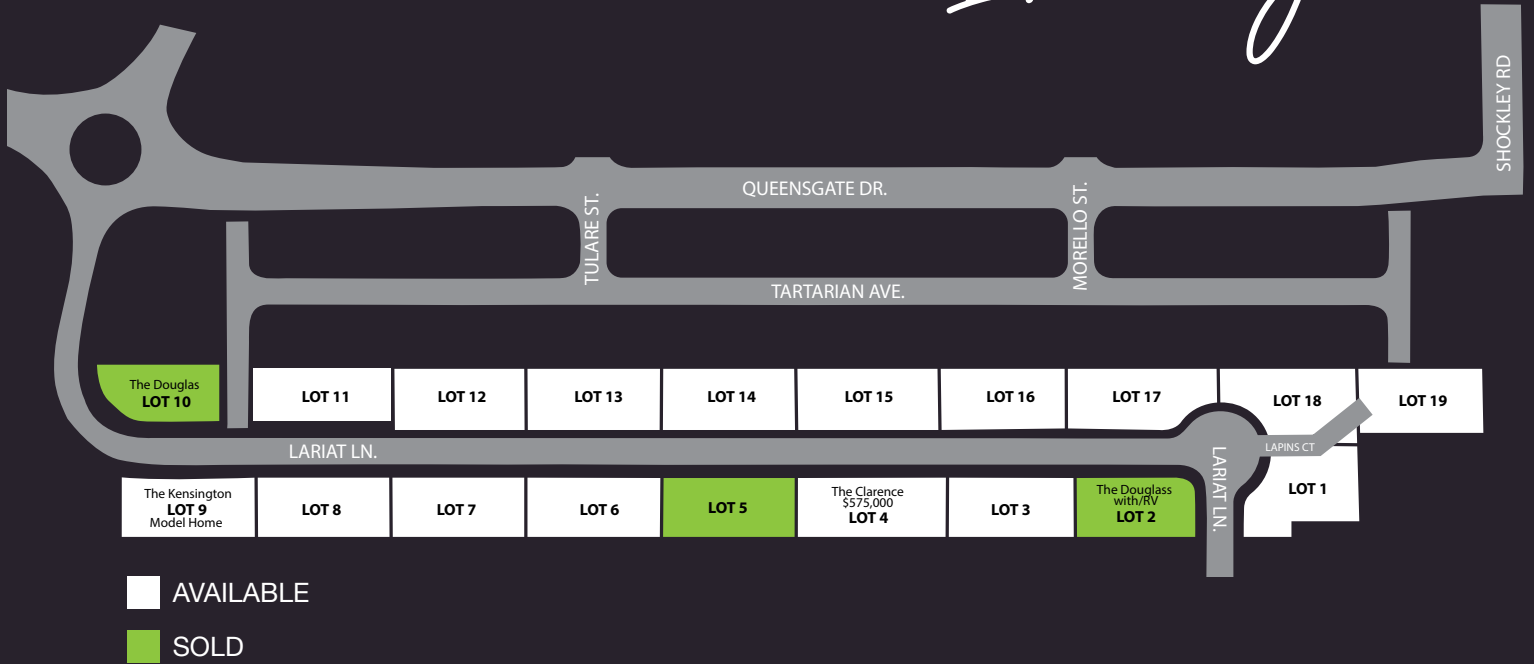 SHOCKLEY RD
QUEENSGATE DR.
TULARE ST.
MORELLO ST.
TARTARIAN AVE.
The Douglas
LOT 10
LOT 11
LOT 12
LOT 13
LOT 14
LOT 15
LOT 16
LOT 17
LOT 18
LOT 19
LARIAT LN.
LARIAT LN.
LAPINS CT
The Kensington
LOT 9
Model Home
LOT 8
LOT 7
LOT 6
LOT 5
The Clarence
$575,000
LOT 4
LOT 3
The Douglass
with/RV
LOT 2
LOT 1
AVAILABLE
SOLD